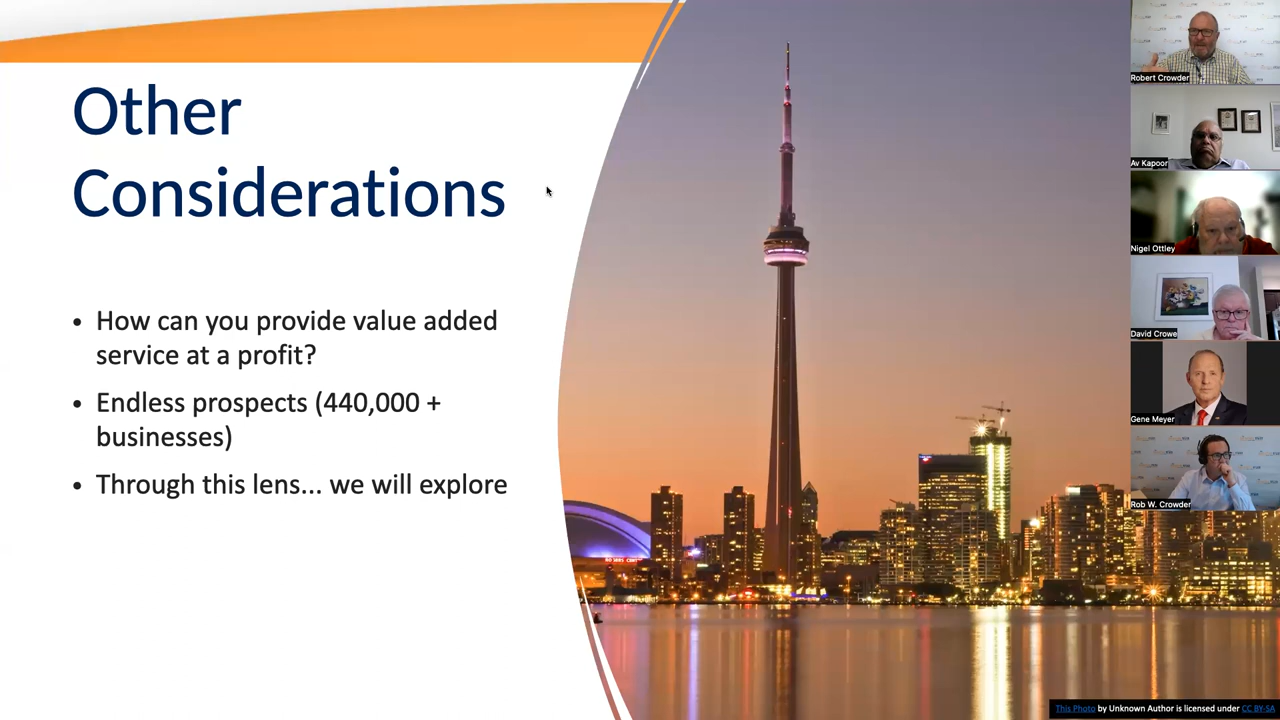 Other
Considerations
• How can you provide value added
service at a profit?
• Endless prospects (440,000 +
businesses)
• Through this lens... we will explore
Robert Crowder
Av Kapoor
Nigel Ottley
David Crowe
Gene Meyer
Rob W. Crowder
This Photo by Unknown Author is licensed under CC BY-SA